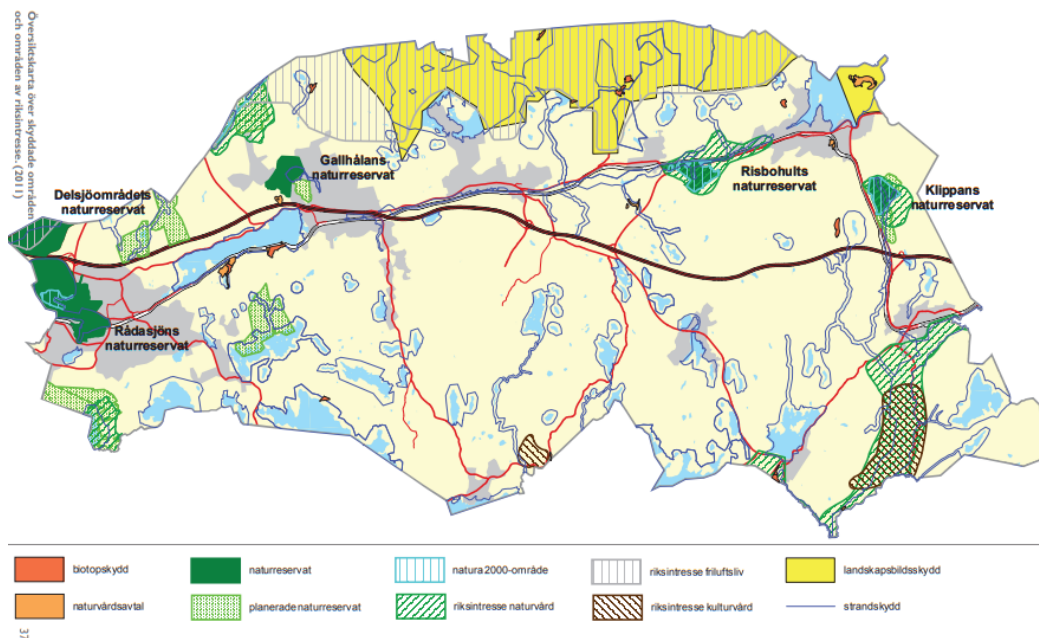 Översiktskarta över skyddade områden
och områden av riksintresse. (2011)
Gallhålans
naturreservat
Delsjöområdets
naturreservat
Risbohults
naturreservat
Klippans
naturreservat
Rådasjöns
naturreservat
biotopskydd
naturreservat
natura 2000-område
riksintresse friluftsliv
landskapsbildsskydd
naturvårdsavtal
planerade naturreservat
riksintresse naturvård
riksintresse kulturvård
strandskydd
37